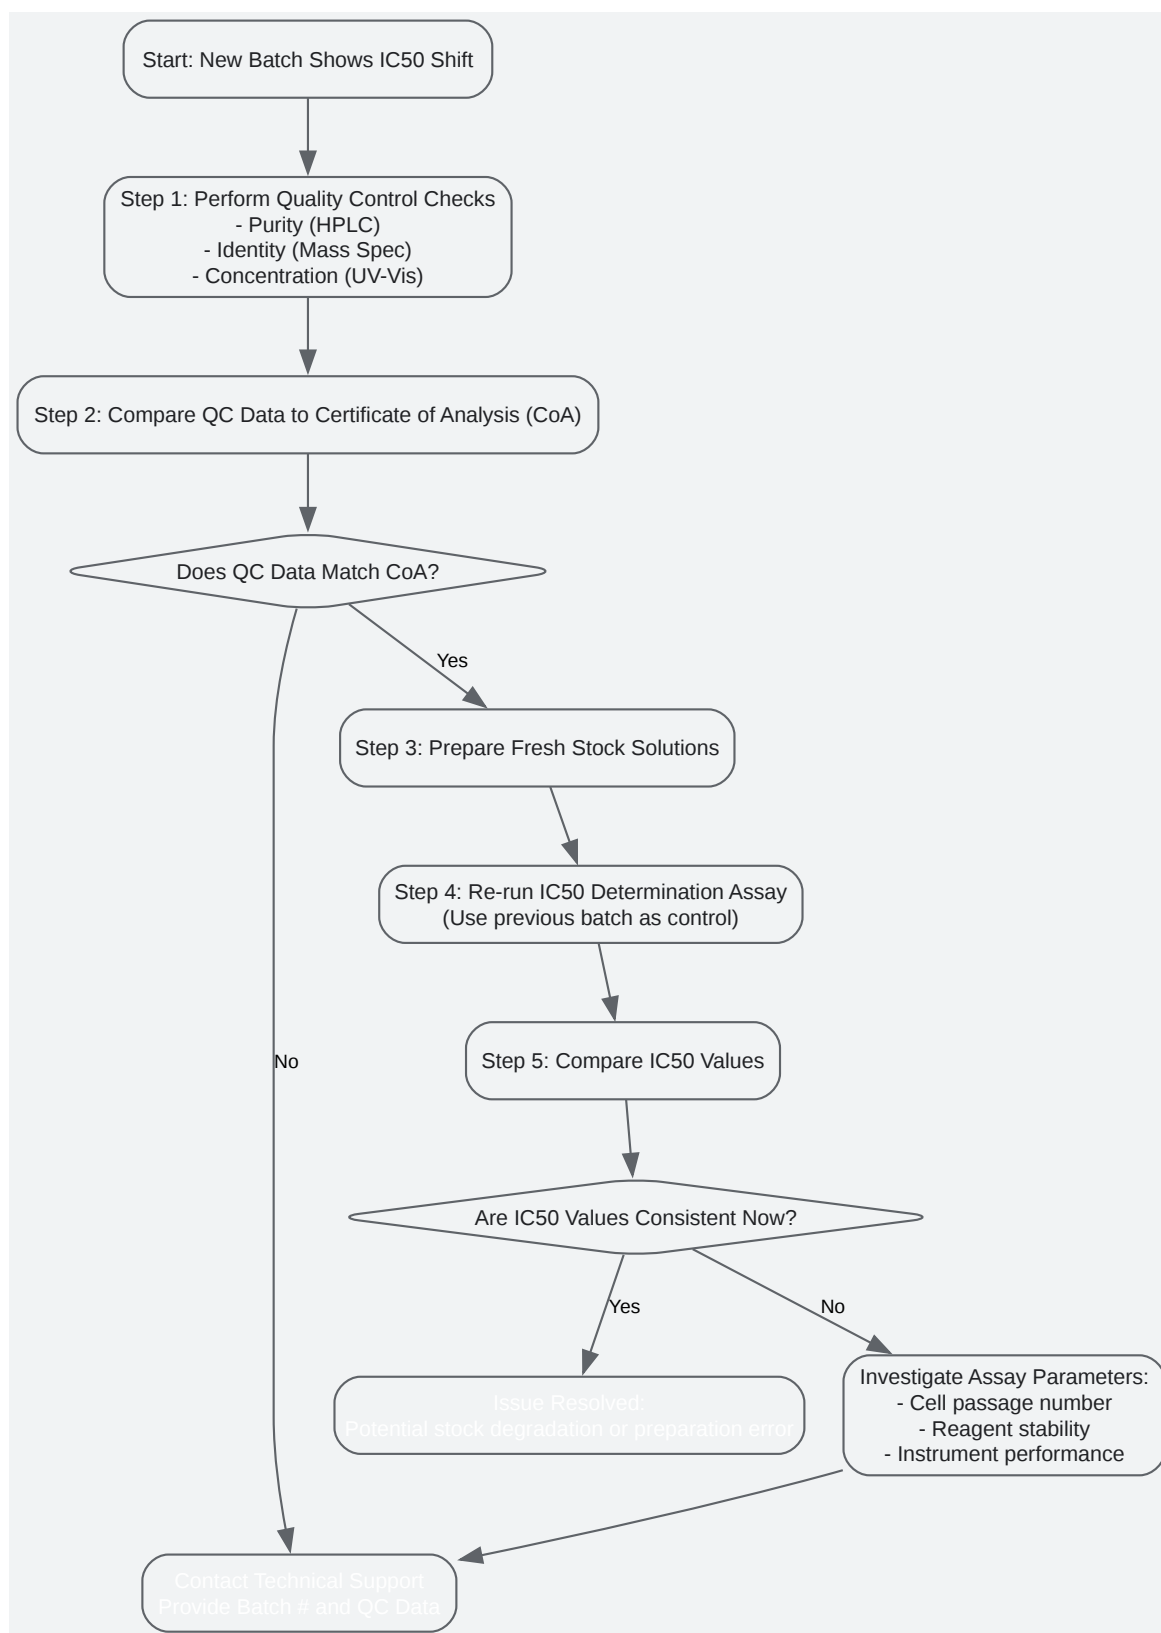 Start: New Batch Shows IC50 Shift
Step 1: Perform Quality Control Checks
- Purity (HPLC)
- Identity (Mass Spec)
- Concentration (UV-Vis)
Step 2: Compare QC Data to Certificate of Analysis (CoA)
Does QC Data Match CoA?
Yes
Step 3: Prepare Fresh Stock Solutions
Step 4: Re-run IC50 Determination Assay
(Use previous batch as control)
No
Step 5: Compare IC50 Values
Are IC50 Values Consistent Now?
Yes
No
Issue Resolved:
Potential stock degradation or preparation error
Investigate Assay Parameters:
- Cell passage number
- Reagent stability
- Instrument performance
Contact Technical Support
Provide Batch # and QC Data